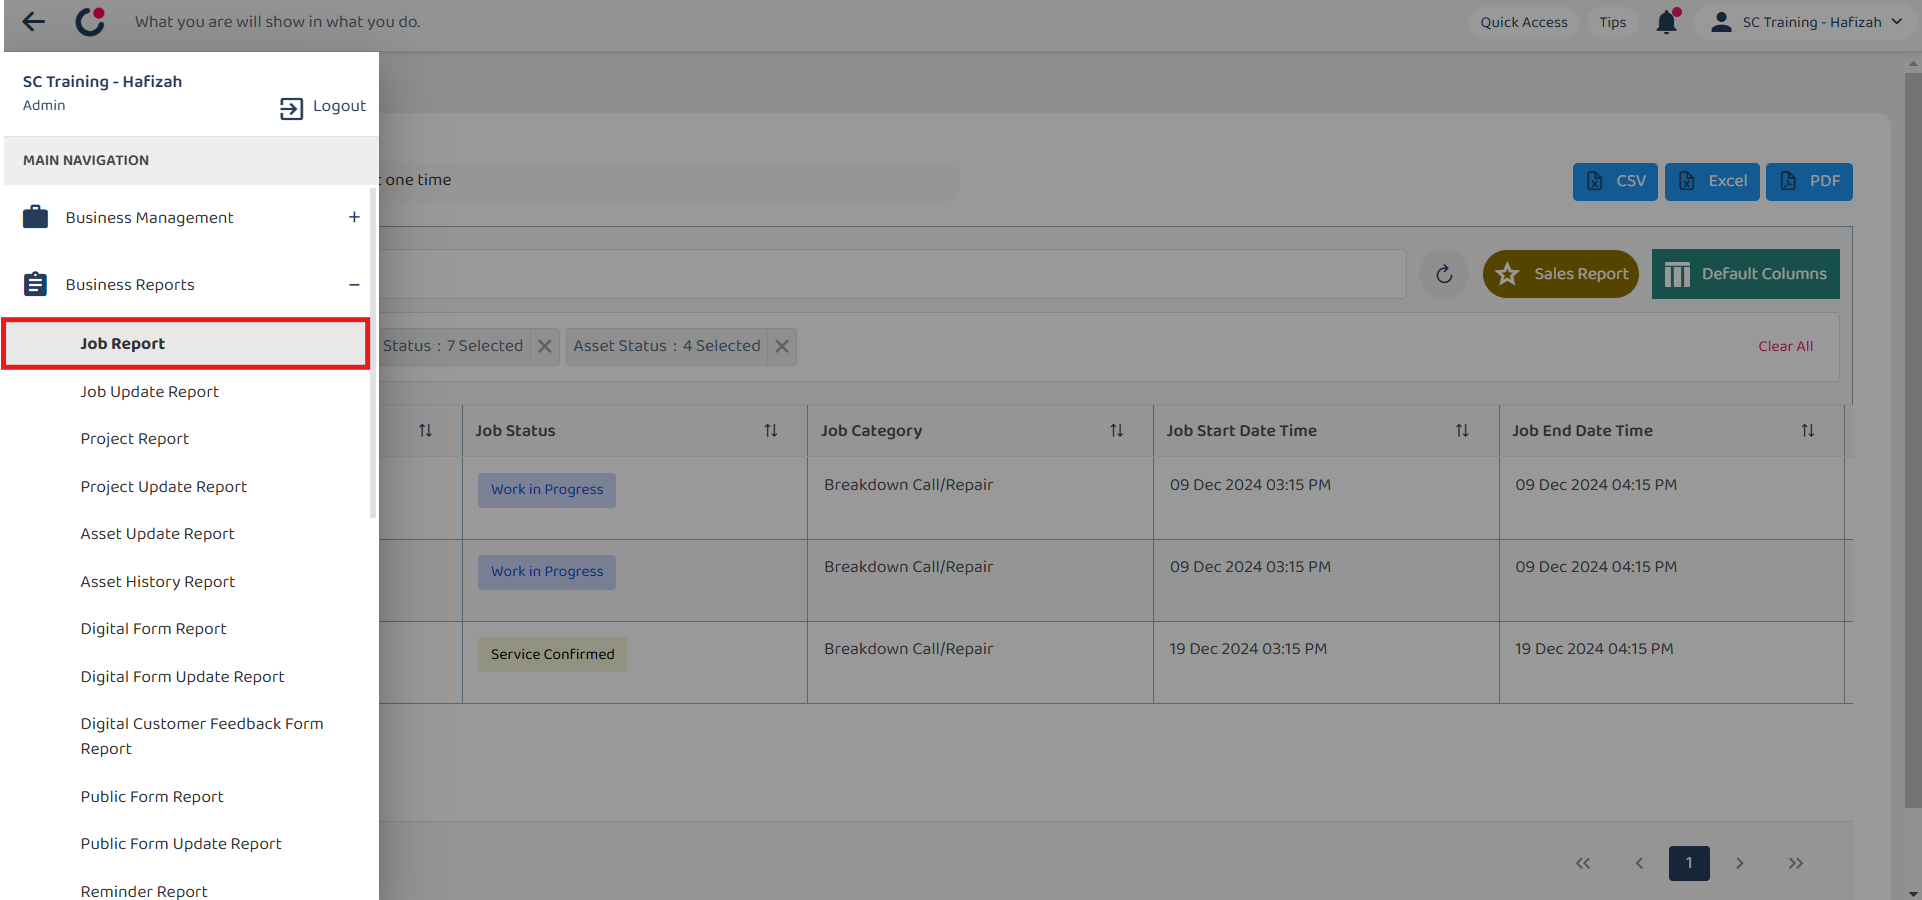 What you are will show in what you do.
Quick Access
Tips
SC Training - Hafizah
SC Training - Hafizah
Admin
Logout
MAIN NAVIGATION
Business Management
Business Reports
Job Report
Job Update Report
Project Report
Project Update Report
Asset Update Report
Asset History Report
Digital Form Report
Digital Form Update Report
Digital Customer Feedback Form
Report
Public Form Report
Public Form Update Report
Reminder Report
one time
CSV
Excel
PDF
Sales Report
Default Columns
Status : 7 Selected
Asset Status : 4 Selected
Clear All
Job Status
Job Category
Job Start Date Time
Job End Date Time
Work in Progress
Breakdown Call/Repair
09 Dec 2024 03:15 PM
09 Dec 2024 04:15 PM
Work in Progress
Breakdown Call/Repair
09 Dec 2024 03:15 PM
09 Dec 2024 04:15 PM
Service Confirmed
Breakdown Call/Repair
19 Dec 2024 03:15 PM
19 Dec 2024 04:15 PM
1